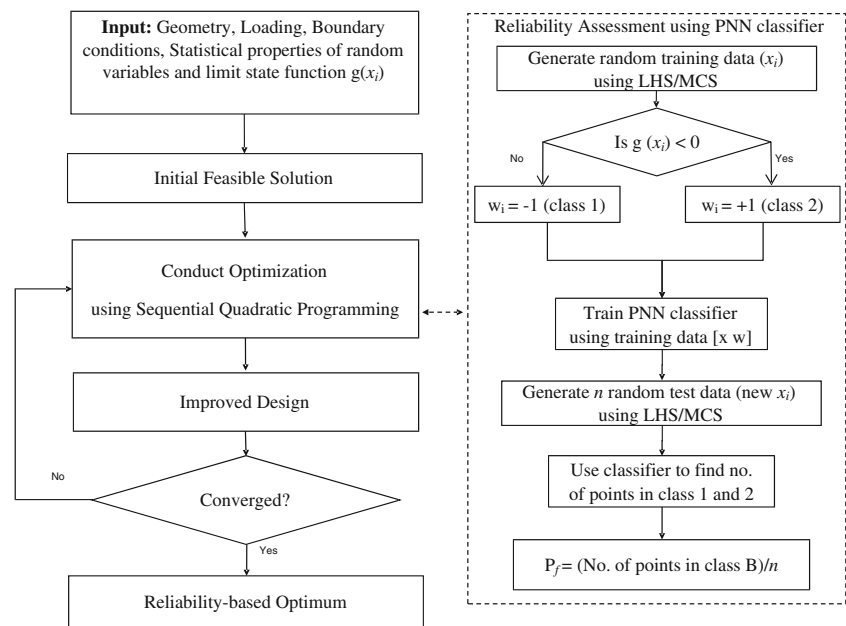 Input: Geometry, Loading, Boundary
conditions, Statistical properties of random
variables and limit state function g(xi)
Initial Feasible Solution
Conduct Optimization
using Sequential Quadratic Programming
Improved Design
No
Converged?
Yes
Reliability-based Optimum
Reliability Assessment using PNN classifier
Generate random training data (xi)
using LHS/MCS
Is g (xi) < 0
No
Yes
wi = -1 (class 1)
wi = +1 (class 2)
Train PNN classifier
using training data [x w]
Generate n random test data (new xi)
using LHS/MCS
Use classifier to find no.
of points in class 1 and 2
Pf = (No. of points in class B)/n